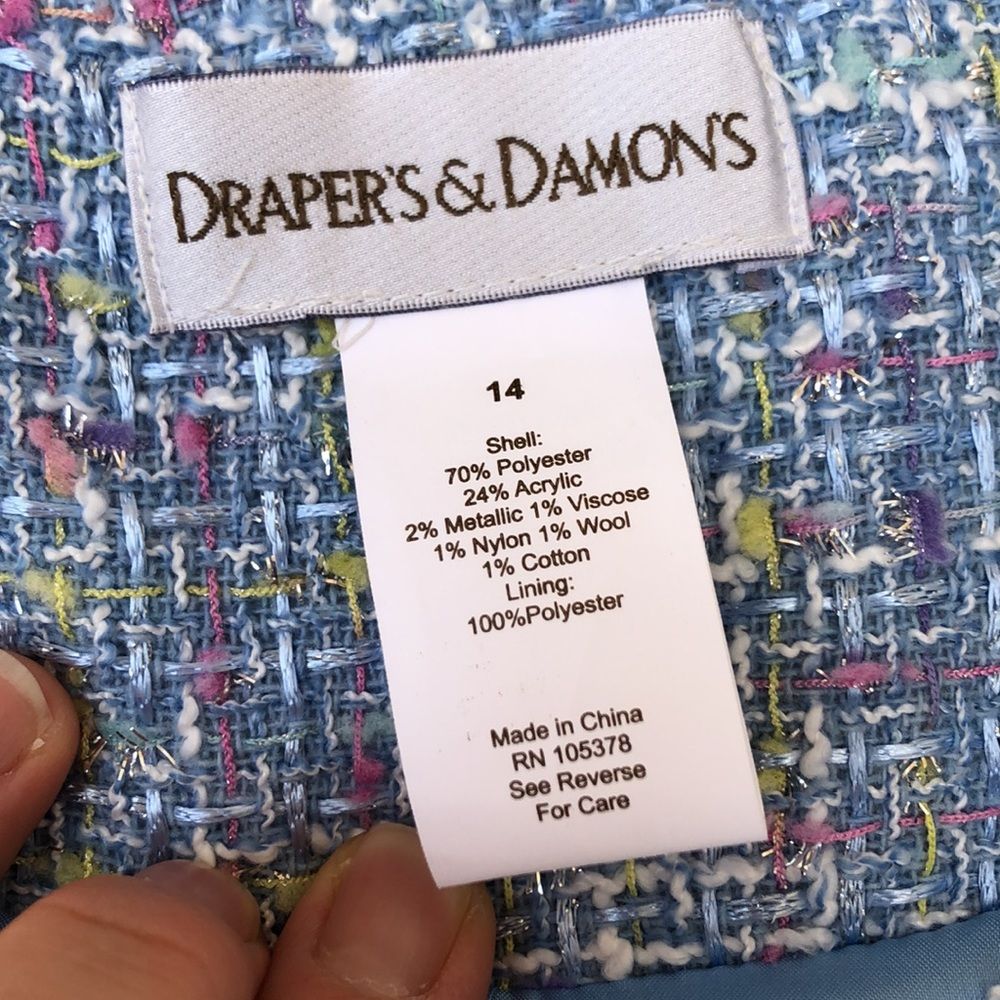 DRAPER'S & DAMON'S
14
Shell:
70% Polyester
24% Acrylic
2% Metallic 1% Viscose
1% Nylon 1% Wool
1% Cotton
Lining:
100%Polyester
Made in China
RN 105378
See Reverse
For Care